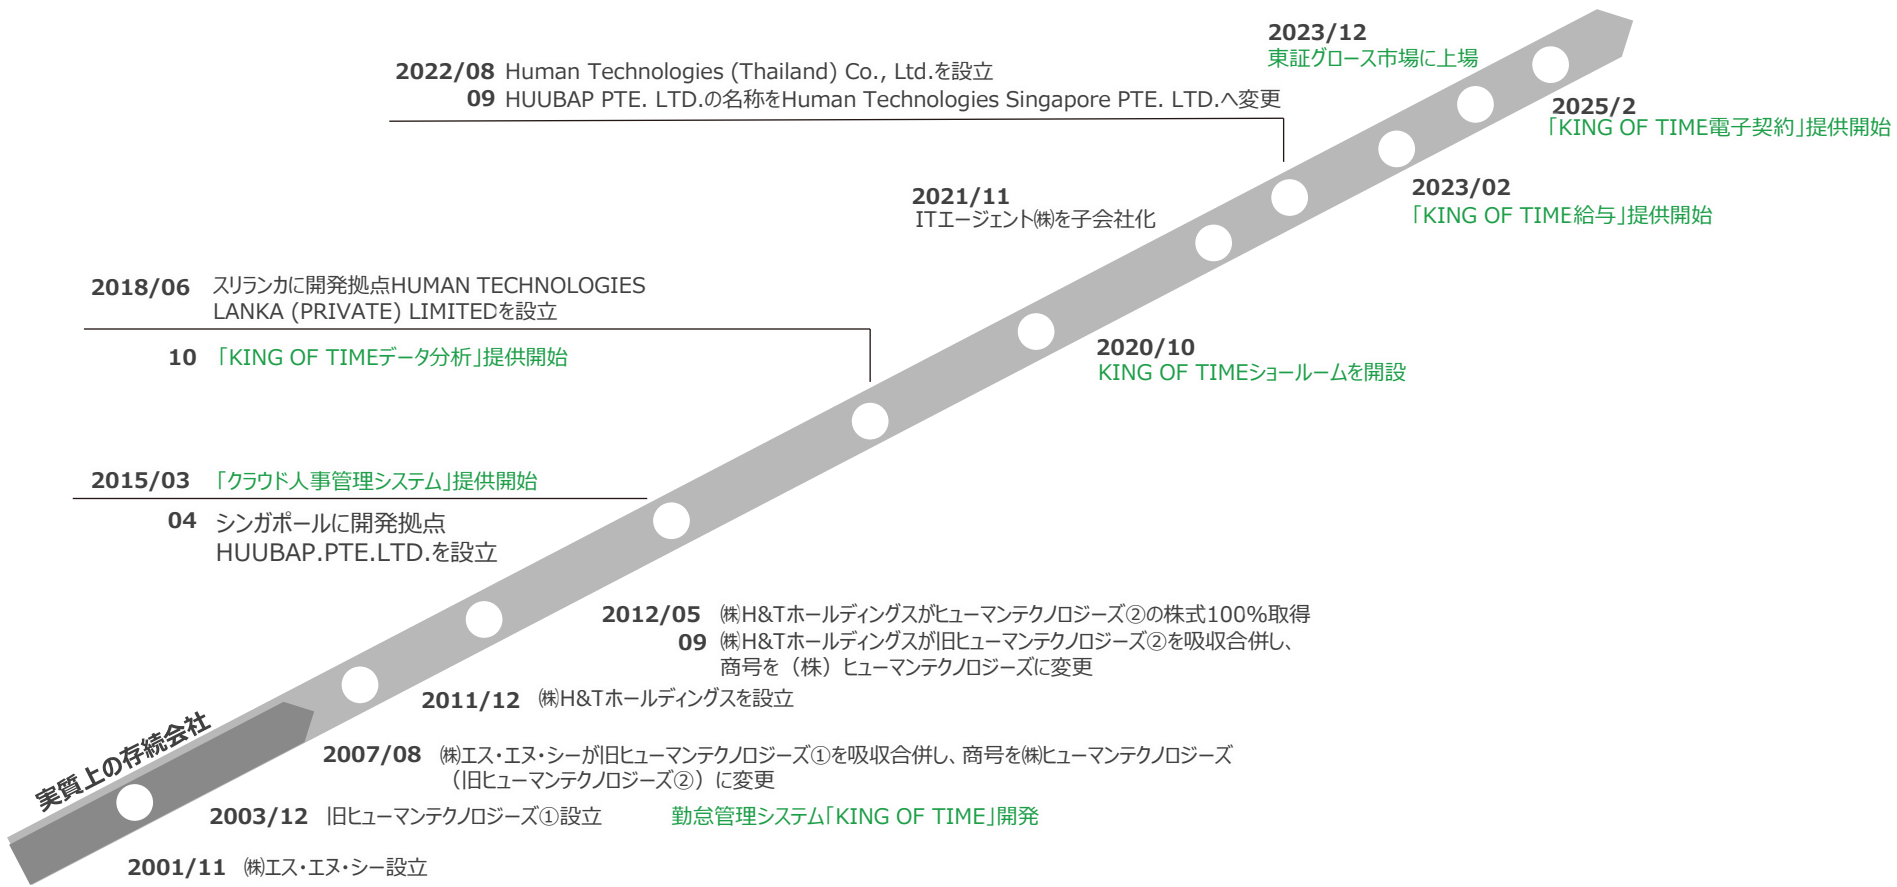 2023/12
東証グロース市場に上場
2022/08 Human Technologies (Thailand) Co., Ltd.を設立
09 HUUBAP PTE. LTD.の名称をHuman Technologies Singapore PTE. LTD.へ変更
2025/2
「KING OF TIME電子契約」提供開始
2023/02
「KING OF TIME給与」提供開始
2021/11
ITエージェント㈱を子会社化
2018/06 スリランカに開発拠点HUMAN TECHNOLOGIES
LANKA (PRIVATE) LIMITEDを設立
10 「KING OF TIMEデータ分析」提供開始
2020/10
KING OF TIMEショールームを開設
2015/03 「クラウド人事管理システム」提供開始
04 シンガポールに開発拠点
HUUBAP.PTE.LTD.を設立
2012/05 ㈱H&Tホールディングスがヒューマンテクノロジーズ②の株式100%取得
09 ㈱H&Tホールディングスが旧ヒューマンテクノロジーズ②を吸収合併し、
商号を（株）ヒューマンテクノロジーズに変更
2011/12 ㈱H&Tホールディングスを設立
実質上の存続会社
2007/08 ㈱エス・エヌ・シーが旧ヒューマンテクノロジーズ①を吸収合併し、商号を㈱ヒューマンテクノロジーズ
（旧ヒューマンテクノロジーズ②）に変更
2003/12 旧ヒューマンテクノロジーズ①設立 勤怠管理システム「KING OF TIME」開発
2001/11 ㈱エス・エヌ・シー設立